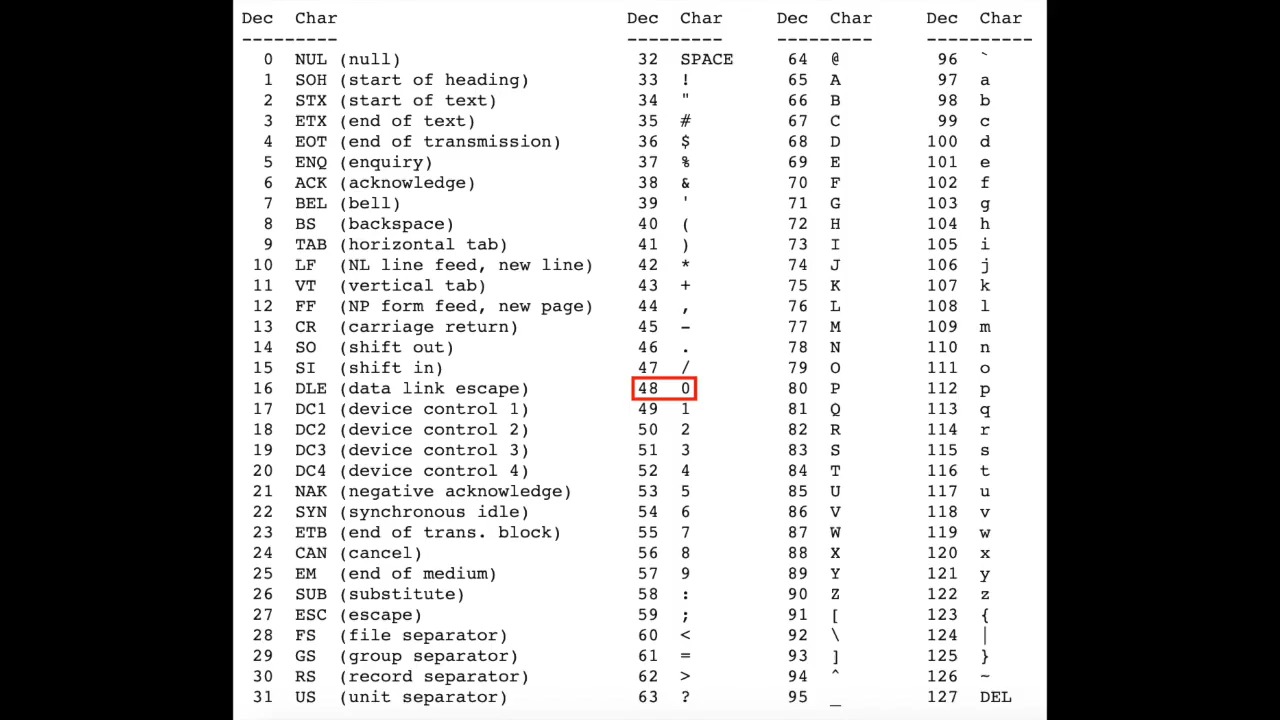 Dec Char Dec Char Dec Char Dec Char
--------- --------- --------- ----------
0 NUL (null) 32 SPACE 64 @ 96 `
1 SOH (start of heading) 33 ! 65 A 97 a
2 STX (start of text) 34 " 66 B 98 b
3 ETX (end of text) 35 # 67 C 99 c
4 EOT (end of transmission) 36 $ 68 D 100 d
5 ENQ (enquiry) 37 % 69 E 101 e
6 ACK (acknowledge) 38 & 70 F 102 f
7 BEL (bell) 39 ' 71 G 103 g
8 BS (backspace) 40 ( 72 H 104 h
9 TAB (horizontal tab) 41 ) 73 I 105 i
10 LF (NL line feed, new line) 42 * 74 J 106 j
11 VT (vertical tab) 43 + 75 K 107 k
12 FF (NP form feed, new page) 44 , 76 L 108 l
13 CR (carriage return) 45 - 77 M 109 m
14 SO (shift out) 46 . 78 N 110 n
15 SI (shift in) 47 / 79 O 111 o
16 DLE (data link escape) 48 0 80 P 112 p
17 DC1 (device control 1) 49 1 81 Q 113 q
18 DC2 (device control 2) 50 2 82 R 114 r
19 DC3 (device control 3) 51 3 83 S 115 s
20 DC4 (device control 4) 52 4 84 T 116 t
21 NAK (negative acknowledge) 53 5 85 U 117 u
22 SYN (synchronous idle) 54 6 86 V 118 v
23 ETB (end of trans. block) 55 7 87 W 119 w
24 CAN (cancel) 56 8 88 X 120 x
25 EM (end of medium) 57 9 89 Y 121 y
26 SUB (substitute) 58 : 90 Z 122 z
27 ESC (escape) 59 ; 91 [ 123 {
28 FS (file separator) 60 < 92 \ 124 |
29 GS (group separator) 61 = 93 ] 125 }
30 RS (record separator) 62 > 94 ^ 126 ~
31 US (unit separator) 63 ? 95 _ 127 DEL